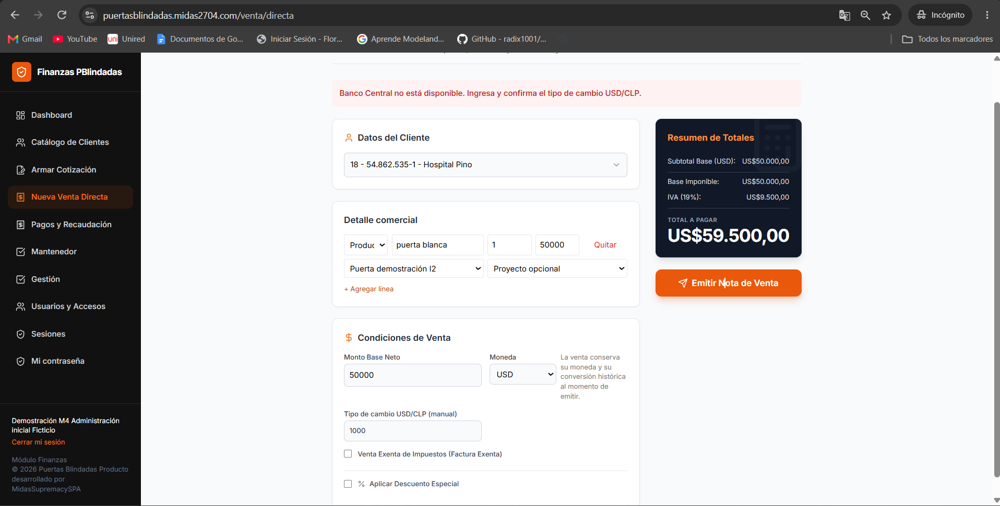 puertasblindadas.midas2704.com/venta/directa
Incógnito
Gmail
YouTube
uni Unired
Documentos de Go...
Iniciar Sesión - Flor...
Aprende Modeland...
GitHub - radix1001/...
Todos los marcadores
Finanzas PBlindadas
Dashboard
Catálogo de Clientes
Armar Cotización
Nueva Venta Directa
Pagos y Recaudación
Mantenedor
Gestión
Usuarios y Accesos
Sesiones
Mi contraseña
Demostración M4 Administración
inicial Ficticio
Cerrar mi sesión
Módulo Finanzas
© 2026 Puertas Blindadas Producto
desarrollado por
MidasSupremacySPA
Banco Central no está disponible. Ingresa y confirma el tipo de cambio USD/CLP.
Datos del Cliente
18 - 54.862.535-1 - Hospital Pino
Detalle comercial
Produc
puerta blanca
1
50000
Quitar
Puerta demostración I2
Proyecto opcional
+ Agregar línea
Condiciones de Venta
Monto Base Neto
50000
Moneda
USD
La venta conserva
su moneda y su
conversión histórica
al momento de
emitir.
Tipo de cambio USD/CLP (manual)
1000
Venta Exenta de Impuestos (Factura Exenta)
% Aplicar Descuento Especial
Resumen de Totales
Subtotal Base (USD): US$50.000,00
Base Imponible: US$50.000,00
IVA (19%): US$9.500,00
TOTAL A PAGAR
US$59.500,00
Emitir Nota de Venta